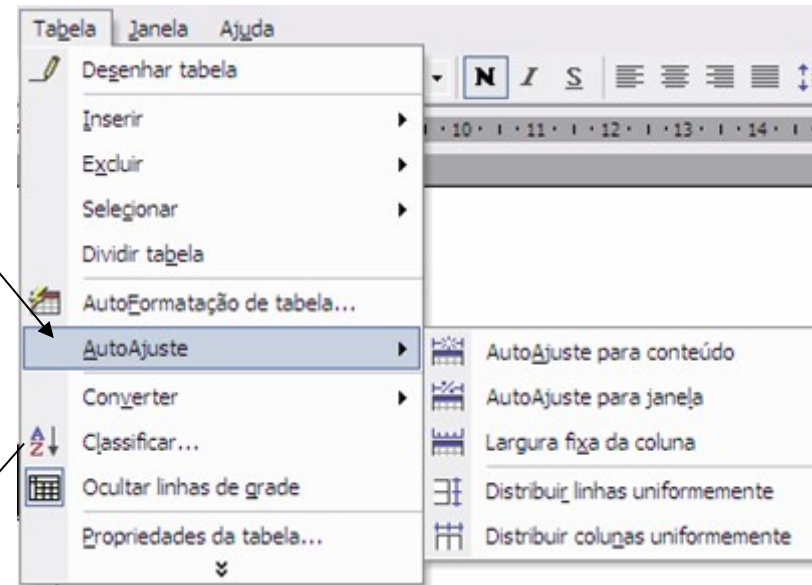 Tabela Janela Ajuda
Desenhar tabela
N I S
Inserir
10 11 12 13 14
Excluir
Selecionar
Dividir tabela
AutoFormatação de tabela...
AutoAjuste
AutoAjuste para conteúdo
AutoAjuste para janela
Converter
Classificar...
Largura fixa da coluna
Ocultar linhas de grade
Distribuir linhas uniformemente
Propriedades da tabela...
Distribuir colunas uniformemente